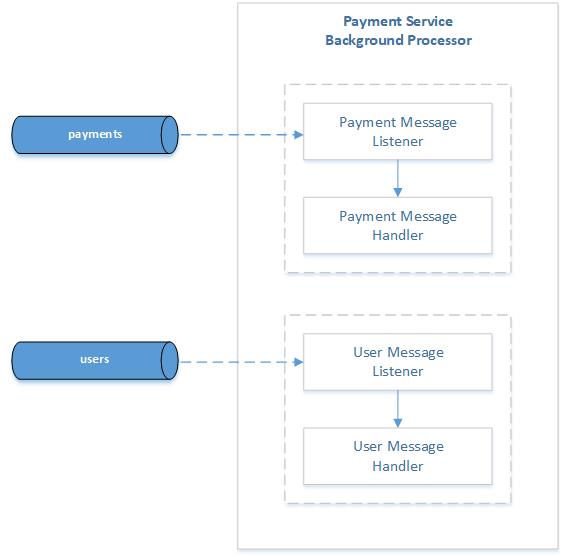 Payment Service
Background Processor
payments
Payment Message
Listener
Payment Message
Handler
users
User Message
Listener
User Message
Handler